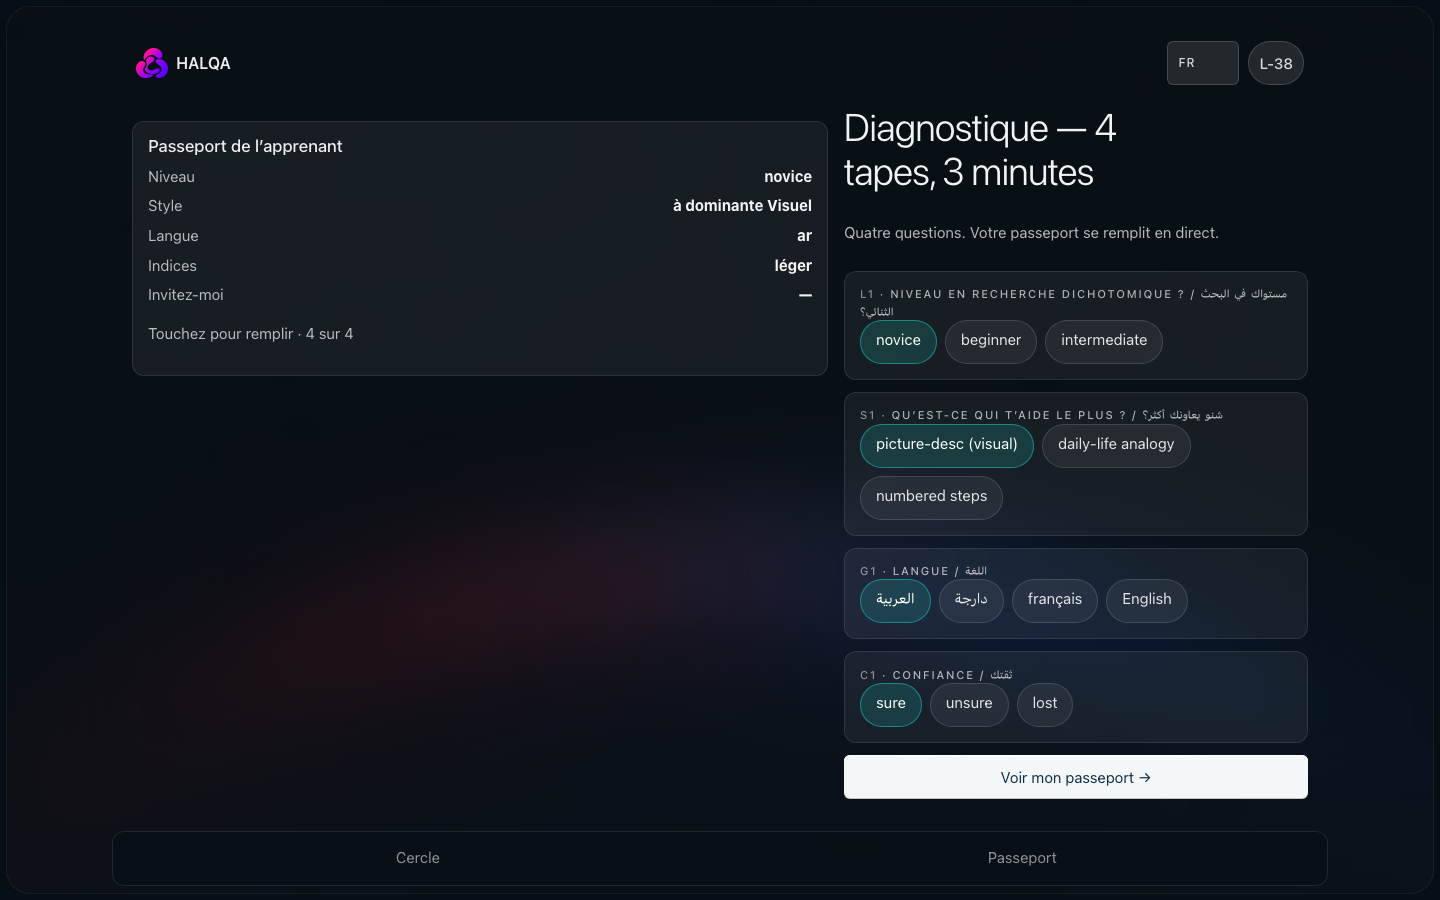 HALQA
FR
L-38
Passeport de l’apprenant
Niveau novice
Style à dominante Visuel
Langue ar
Indices léger
Invitez-moi —
Touchez pour remplir · 4 sur 4
Diagnostique — 4
tapes, 3 minutes
Quatre questions. Votre passeport se remplit en direct.
L1 · NIVEAU EN RECHERCHE DICHOTOMIQUE ? / مستواك في البحث
الثنائي؟
novice beginner intermediate
S1 · QU’EST-CE QUI T’AIDE LE PLUS ? / شنو يعاونك أكثر؟
picture-desc (visual) daily-life analogy
numbered steps
G1 · LANGUE / اللغة
العربية دارجة français English
C1 · CONFIANCE / ثقتك
sure unsure lost
Voir mon passeport →
Cercle Passeport